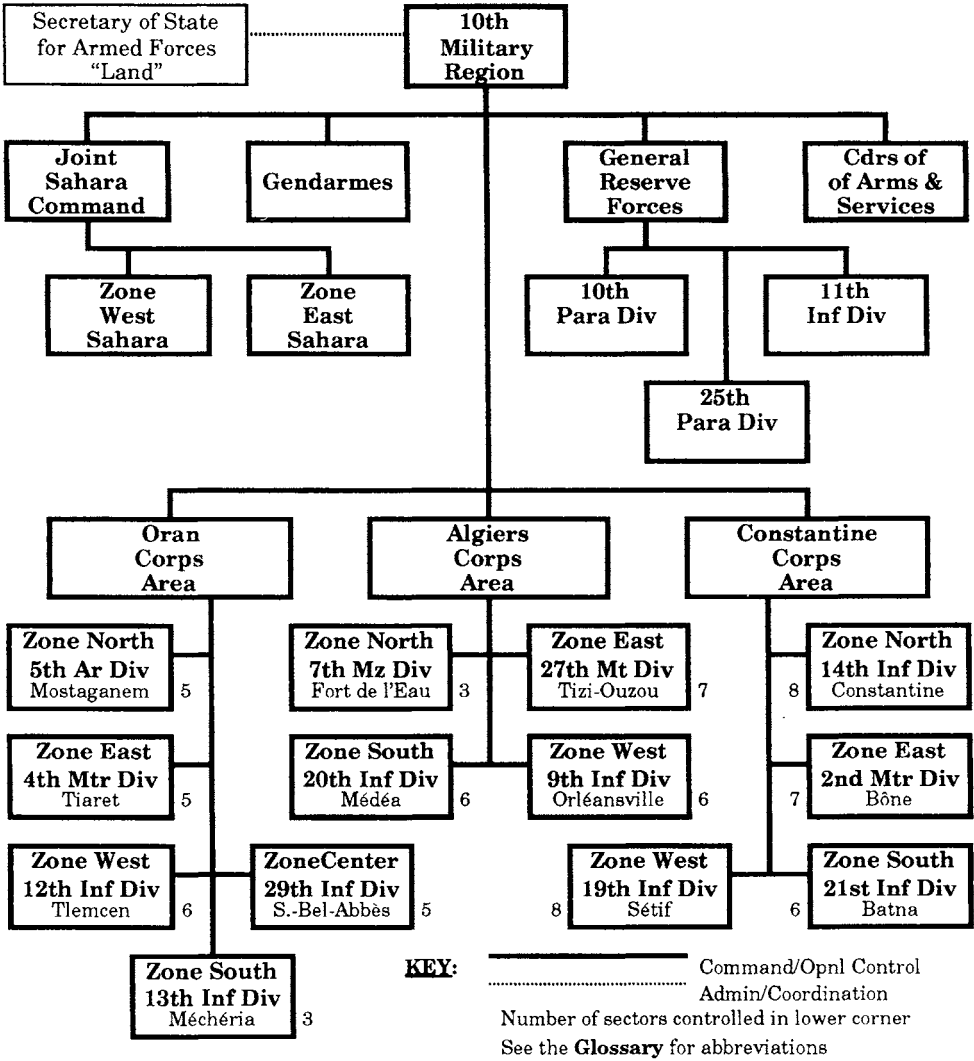 Secretary of State
for Armed Forces
“Land”
10th
Military
Region
Joint
Sahara
Command
Gendarmes
General
Reserve
Forces
Cdrs of
of Arms &
Services
Zone
West
Sahara
Zone
East
Sahara
10th
Para Div
11th
Inf Div
25th
Para Div
Oran
Corps
Area
Algiers
Corps
Area
Constantine
Corps
Area
Zone North
5th Ar Div
Mostaganem
5
Zone East
4th Mtr Div
Tiaret
5
Zone West
12th Inf Div
Tlemcen
6
ZoneCenter
29th Inf Div
S.-Bel-Abbès
5
Zone South
13th Inf Div
Méchéria
3
Zone North
7th Mz Div
Fort de l'Eau
3
Zone East
27th Mt Div
Tizi-Ouzou
7
Zone South
20th Inf Div
Médéa
6
Zone West
9th Inf Div
Orléansville
6
Zone North
14th Inf Div
Constantine
8
Zone East
2nd Mtr Div
Bône
7
Zone West
19th Inf Div
Sétif
8
Zone South
21st Inf Div
Batna
6
KEY:
Command/Opnl Control
Admin/Coordination
Number of sectors controlled in lower corner
See the Glossary for abbreviations